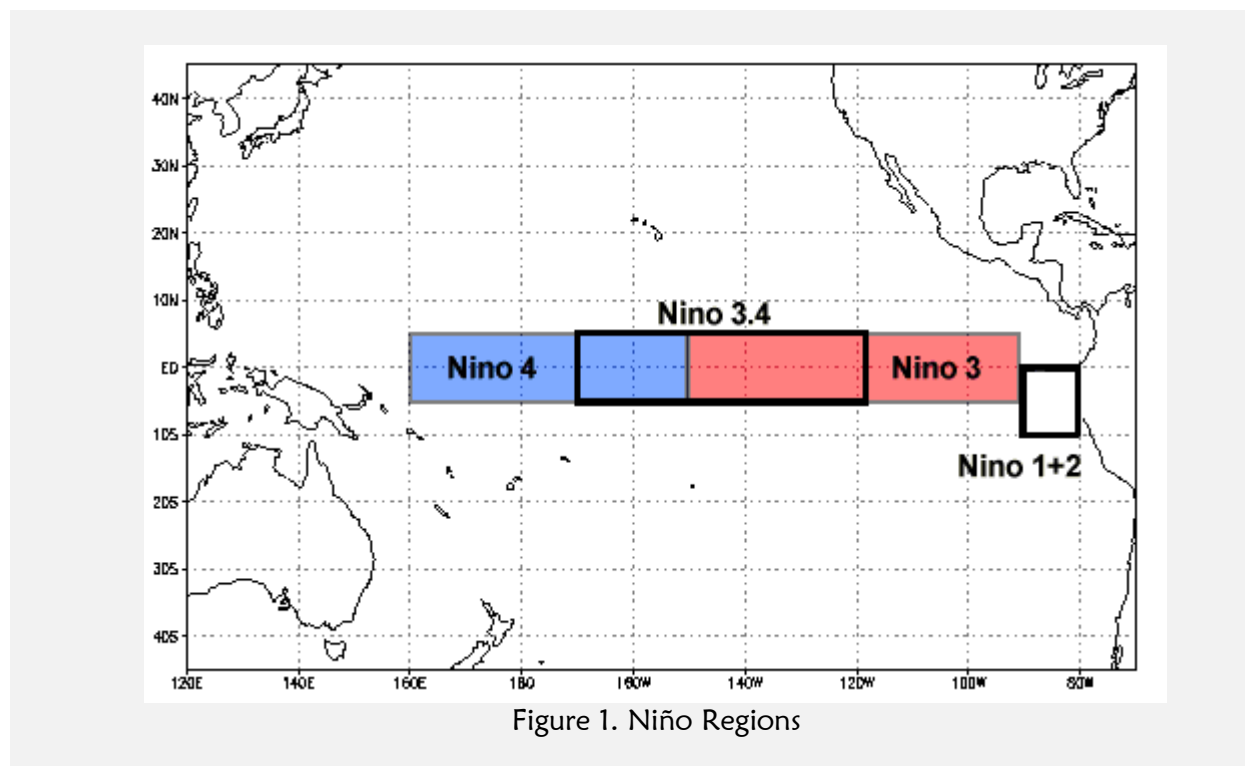 40N
30N
20N
10N
EQ
10S
20S
30S
40S
120E 140E 160E 180 160W 140W 120W 100W 80W
Nino 3.4
Nino 4
Nino 3
Nino 1+2
Figure 1. Niño Regions